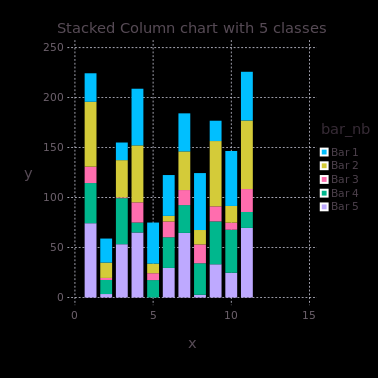 Stacked Column chart with 5 classes
250
200
150
100
50
0
y
0 5 10 15
x
bar_nb
Bar 1
Bar 2
Bar 3
Bar 4
Bar 5